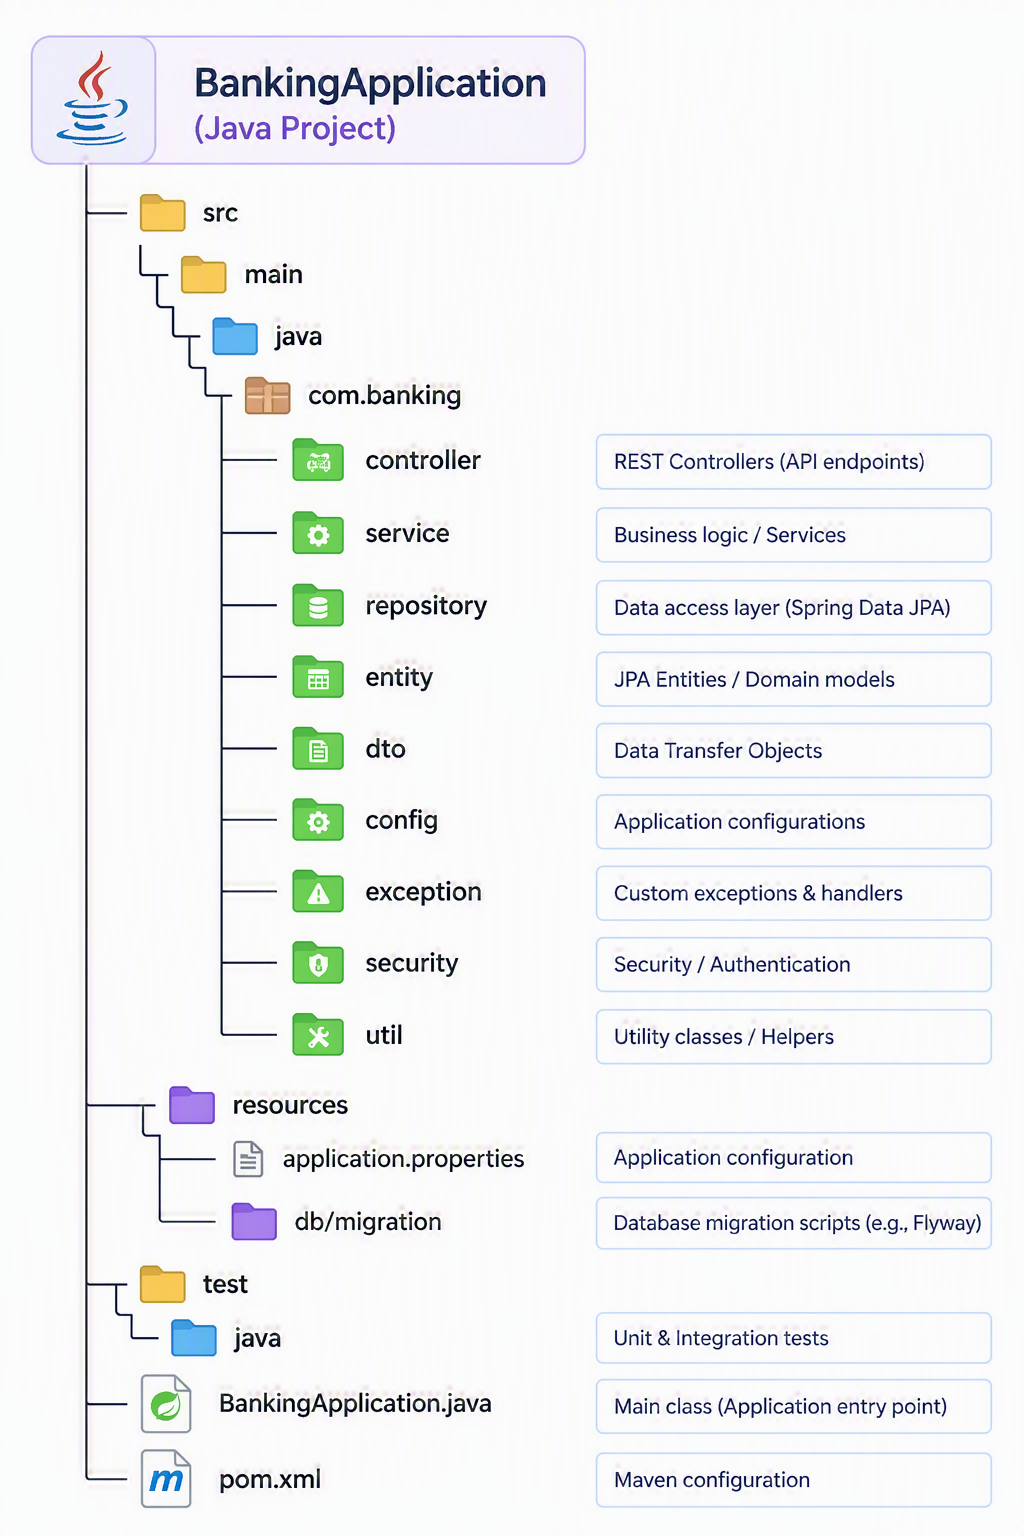 BankingApplication
(Java Project)
src
main
java
com.banking
controller
REST Controllers (API endpoints)
service
Business logic / Services
repository
Data access layer (Spring Data JPA)
entity
JPA Entities / Domain models
dto
Data Transfer Objects
config
Application configurations
exception
Custom exceptions & handlers
security
Security / Authentication
util
Utility classes / Helpers
resources
application.properties
Application configuration
db/migration
Database migration scripts (e.g., Flyway)
test
java
Unit & Integration tests
BankingApplication.java
Main class (Application entry point)
m
pom.xml
Maven configuration